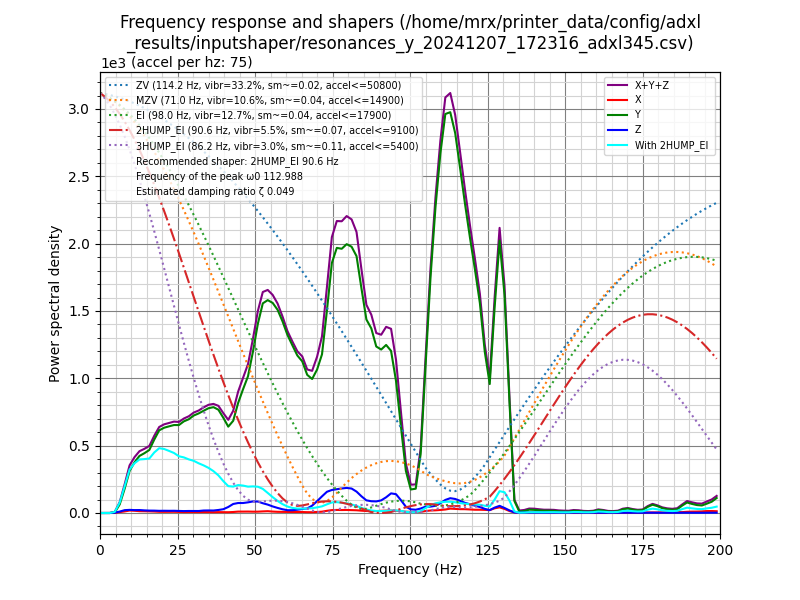 Frequency response and shapers (/home/mrx/printer_data/config/adxl
_results/inputshaper/resonances_y_20241207_172316_adxl345.csv)
1e3 (accel per hz: 75)
ZV (114.2 Hz, vibr=33.2%, sm~=0.02, accel<=50800)
MZV (71.0 Hz, vibr=10.6%, sm~=0.04, accel<=14900)
EI (98.0 Hz, vibr=12.7%, sm~=0.04, accel<=17900)
2HUMP_EI (90.6 Hz, vibr=5.5%, sm~=0.07, accel<=9100)
3HUMP_EI (86.2 Hz, vibr=3.0%, sm~=0.11, accel<=5400)
Recommended shaper: 2HUMP_EI 90.6 Hz
Frequency of the peak ω0 112.988
Estimated damping ratio ζ 0.049
X+Y+Z
X
Y
Z
With 2HUMP_EI
3.0
2.5
2.0
1.5
1.0
0.5
0.0
Power spectral density
0
25
50
75
100
125
150
175
200
Frequency (Hz)